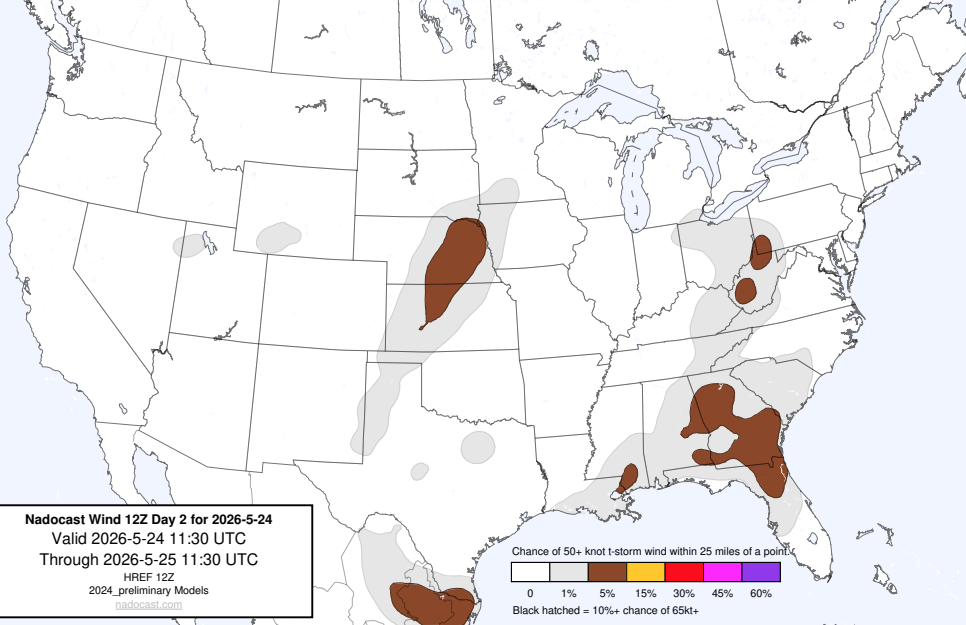 Nadocast Wind 12Z Day 2 for 2026-5-24
Valid 2026-5-24 11:30 UTC
Through 2026-5-25 11:30 UTC
HREF 12Z
2024_preliminary Models
nadocast.com
Chance of 50+ knot t-storm wind within 25 miles of a point.
0 1% 5% 15% 30% 45% 60%
Black hatched = 10%+ chance of 65kt+